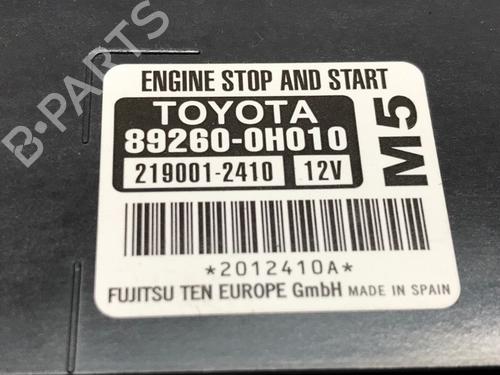 B-PARTS
ENGINE STOP AND START
TOYOTA
89260-0H010
219001-2410 12V
M5
*2012410A*
FUJITSU TEN EUROPE GmbH MADE IN SPAIN